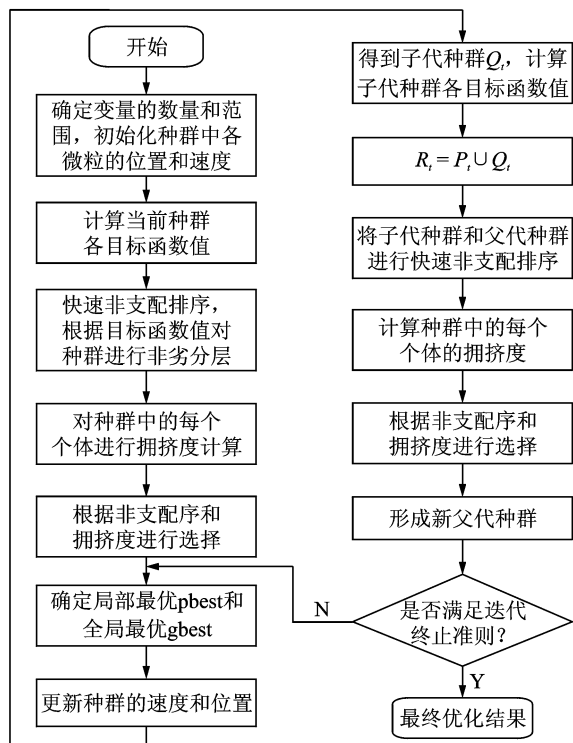 开始
确定变量的数量和范
围，初始化种群中各
微粒的位置和速度
计算当前种群
各目标函数值
快速非支配排序，
根据目标函数值对
种群进行非劣分层
对种群中的每个
个体进行拥挤度计算
根据非支配序和
拥挤度进行选择
确定局部最优pbest和
全局最优gbest
更新种群的速度和位置
得到子代种群Qt，计算
子代种群各目标函数值
Rt = Pt∪Qt
将子代种群和父代种群
进行快速非支配排序
计算种群中的每个
个体的拥挤度
根据非支配序和
拥挤度进行选择
形成新父代种群
是否满足迭代
终止准则？
N
Y
最终优化结果